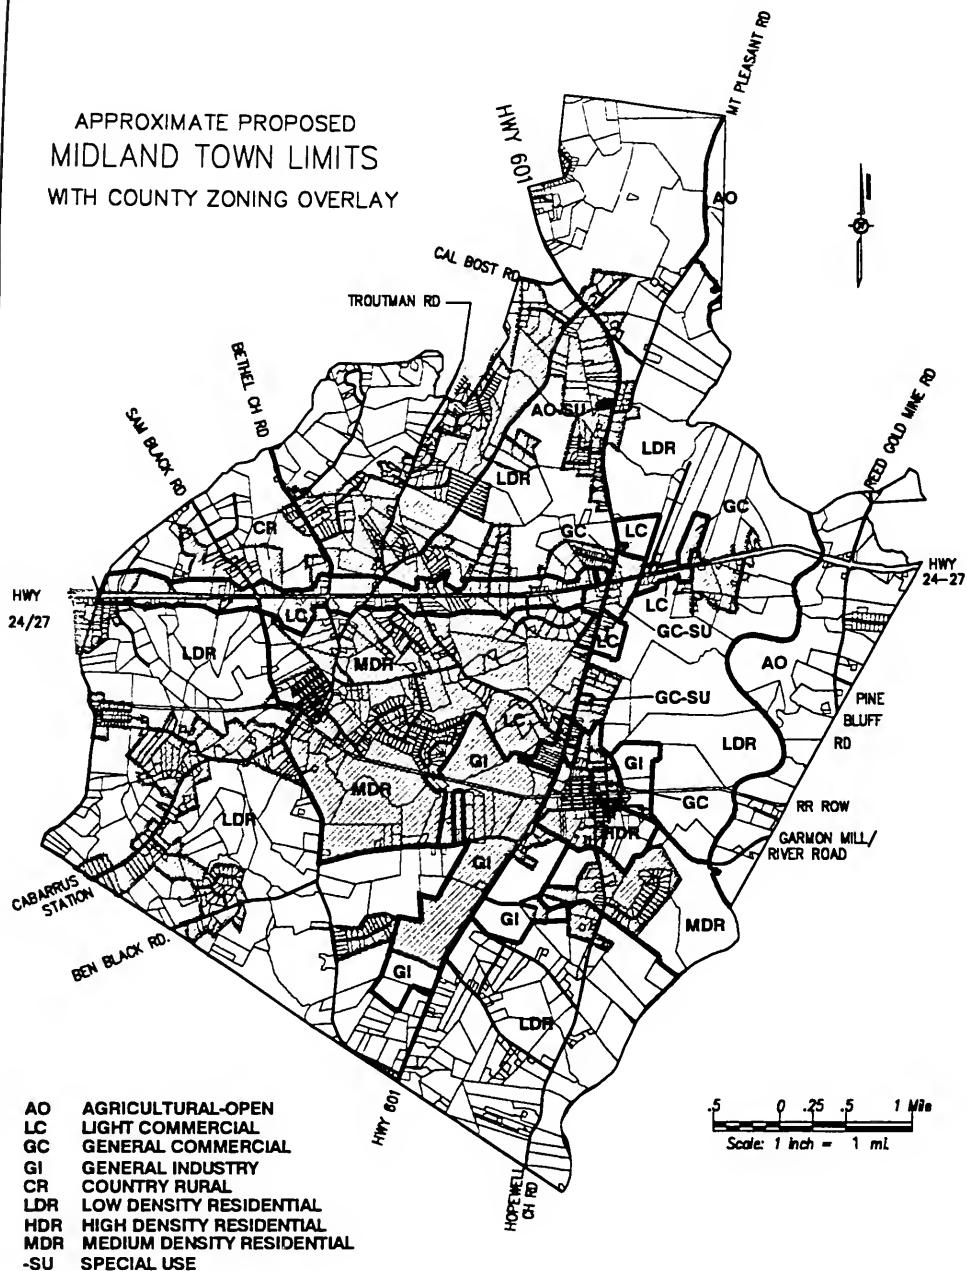 APPROXIMATE PROPOSED
MIDLAND TOWN LIMITS
WITH COUNTY ZONING OVERLAY
MT PLEASANT RD
HWY 601
AO
CAL BOST RD
TROUTMAN RD
BETHEL CH RD
SAM BLACK RD
REED GOLD MINE RD
AO-SU
LDR
LDR
GC
CR
GC
LC
HWY
24-27
HWY
24/27
LC
LC
GC-SU
LC
LDR
MDR
AO
GC-SU
PINE
BLUFF
RD
LC
LDR
GI
GI
MDR
GC
RR ROW
LDR
HDR
GARMON MILL/
RIVER ROAD
GI
CABARRUS
STATION
GI
MDR
BEN BLACK RD.
GI
LDR
HWY 601
HOPEWELL
CH RD
AO AGRICULTURAL-OPEN
LC LIGHT COMMERCIAL
GC GENERAL COMMERCIAL
GI GENERAL INDUSTRY
CR COUNTRY RURAL
LDR LOW DENSITY RESIDENTIAL
HDR HIGH DENSITY RESIDENTIAL
MDR MEDIUM DENSITY RESIDENTIAL
-SU SPECIAL USE
.5 0 .25 .5 1 Mile
Scale: 1 inch = 1 mi.